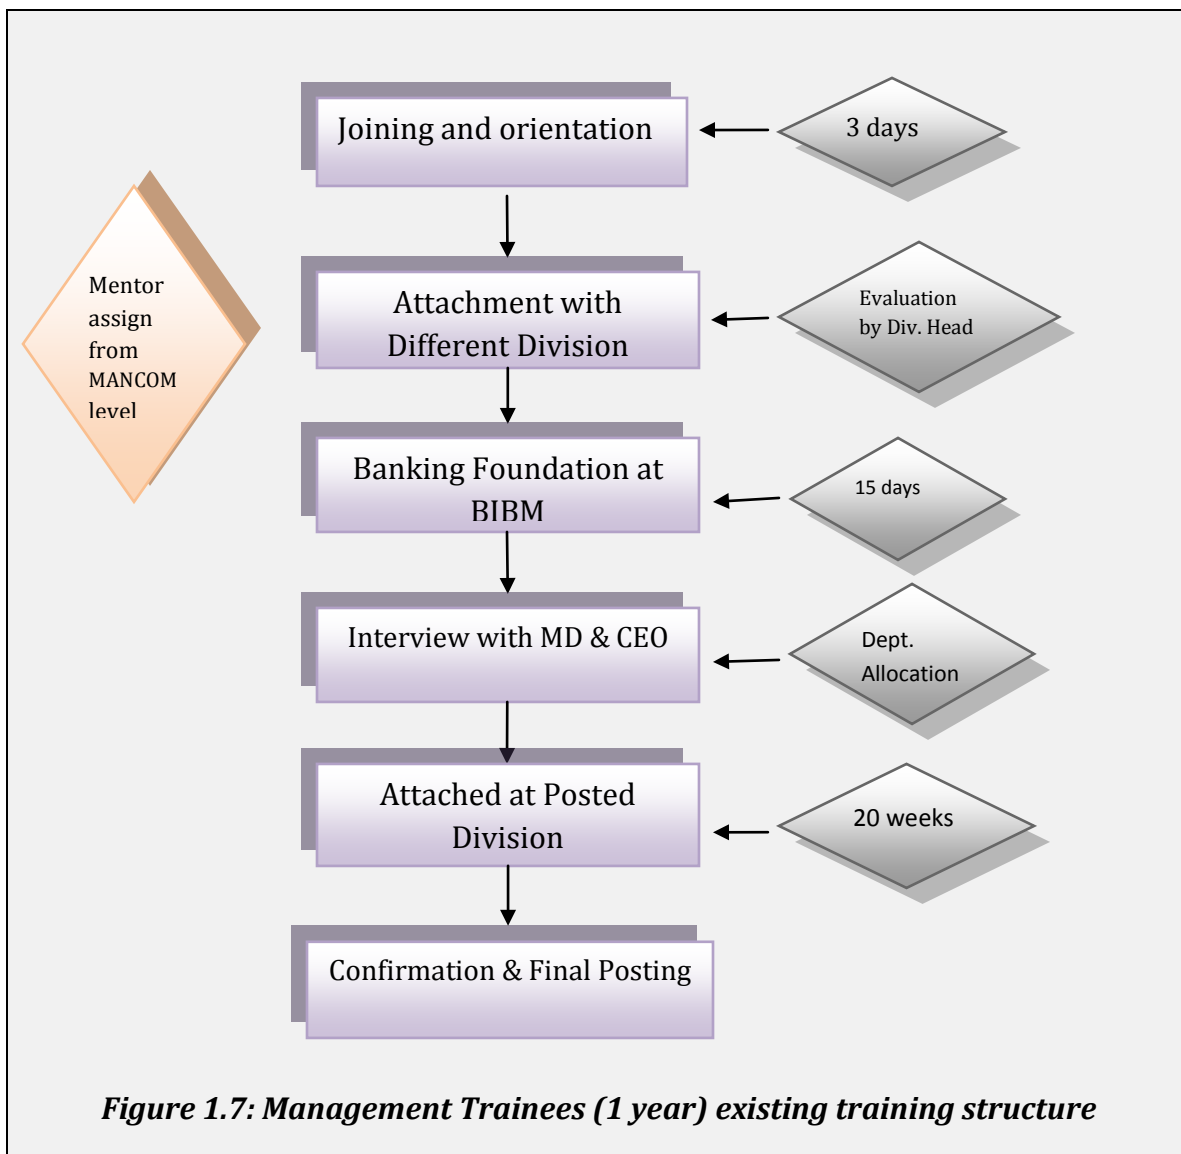 Joining and orientation
3 days
Mentor
assign
from
MANCOM
level
Attachment with
Different Division
Evaluation
by Div. Head
Banking Foundation at
BIBM
15 days
Interview with MD & CEO
Dept.
Allocation
Attached at Posted
Division
20 weeks
Confirmation & Final Posting
Figure 1.7: Management Trainees (1 year) existing training structure